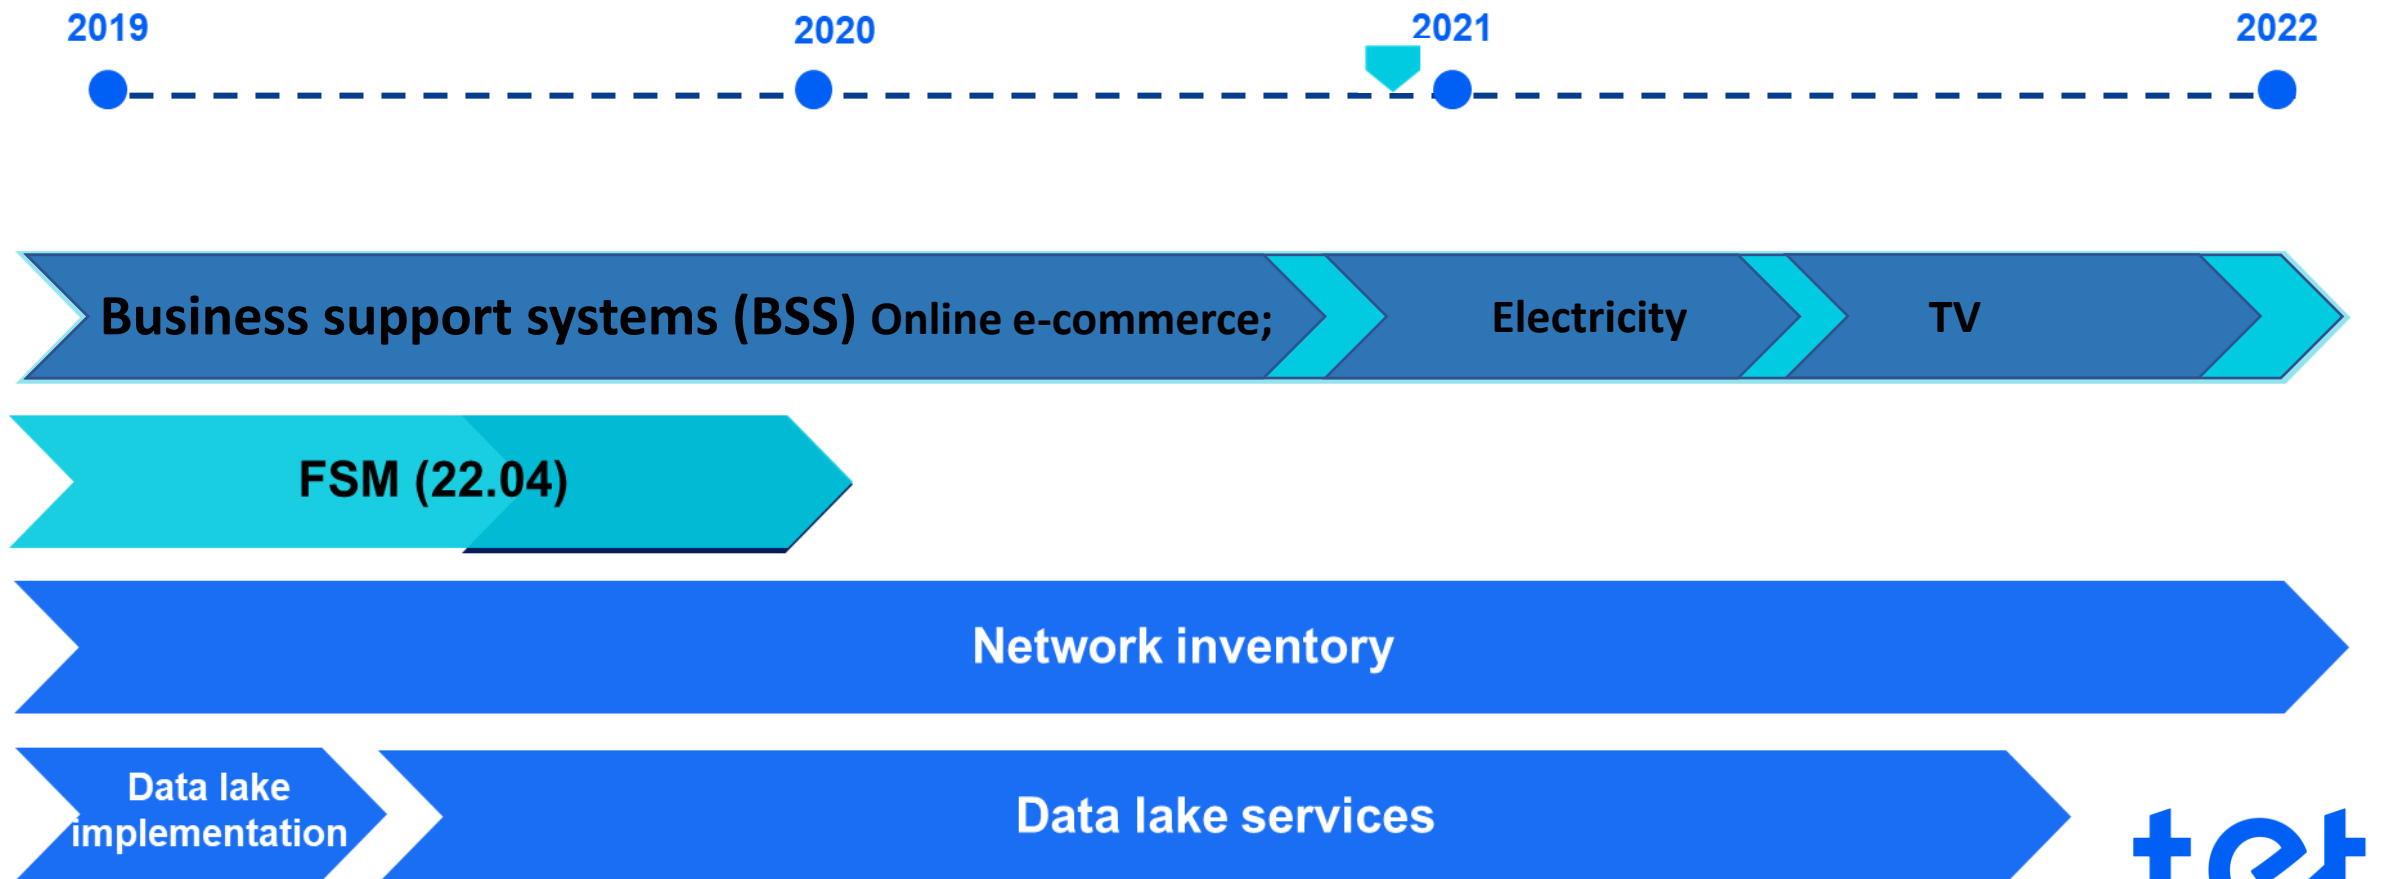 2019 2020 2021 2022
Business support systems (BSS) Online e-commerce; Electricity TV
FSM (22.04)
Network inventory
Data lake
implementation
Data lake services
tet